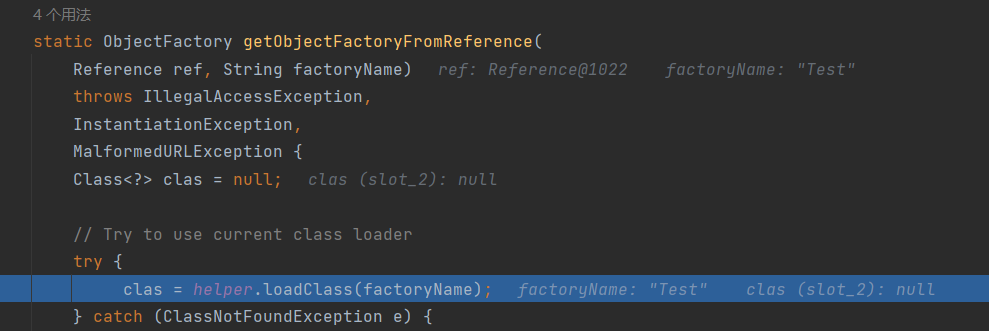 4 个用法
static ObjectFactory getObjectFactoryFromReference(
Reference ref, String factoryName) ref: Reference@1022 factoryName: "Test"
throws IllegalAccessException,
InstantiationException,
MalformedURLException {
Class<?> clas = null; clas (slot_2): null
// Try to use current class loader
try {
clas = helper.loadClass(factoryName); factoryName: "Test" clas (slot_2): null
} catch (ClassNotFoundException e) {